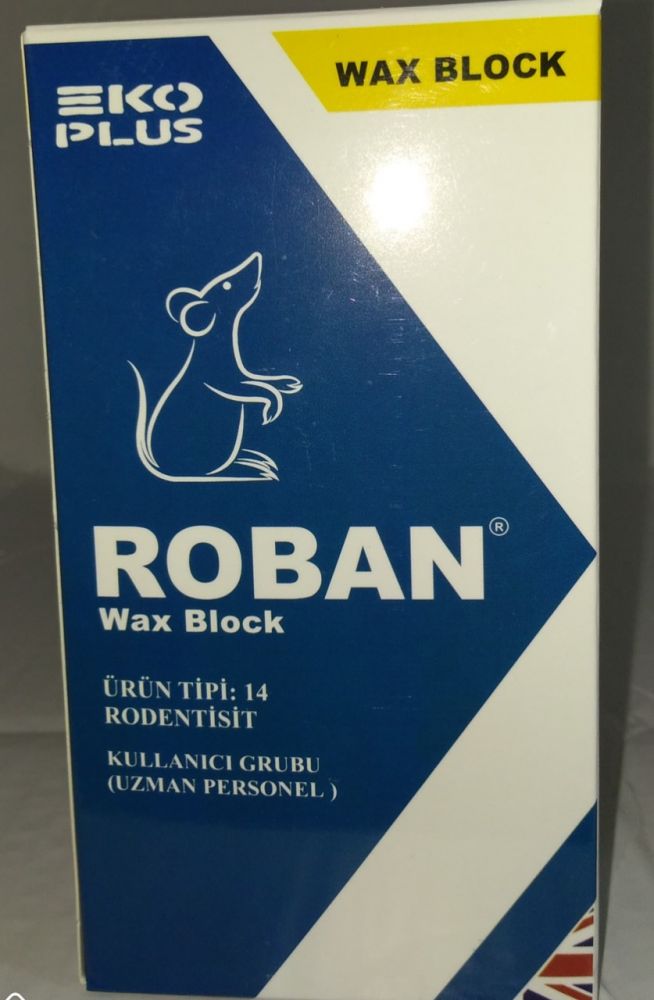 EKO
PLUS
WAX BLOCK
ROBAN®
Wax Block
ÜRÜN TİPİ: 14
RODENTİSİT
KULLANICI GRUBU
(UZMAN PERSONEL )